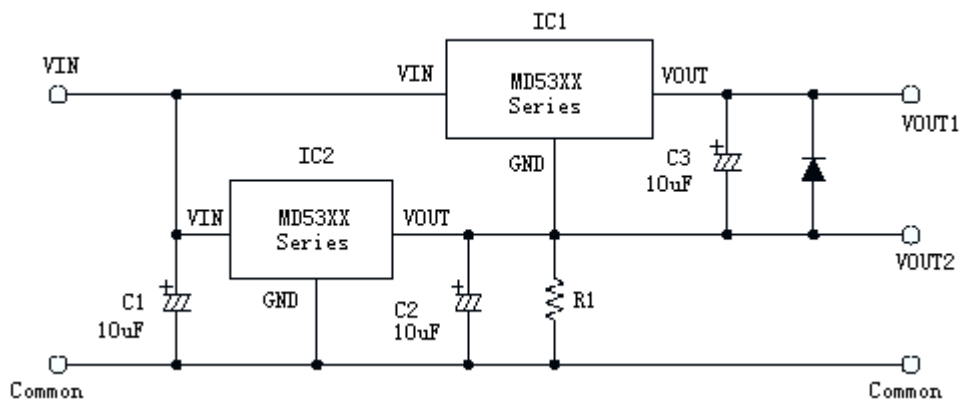 IC1
VIN
VIN
MD53XX
Series
VOUT
VOUT1
GND
C3
10uF
IC2
VIN
MD53XX
Series
VOUT
VOUT2
GND
C1
10uF
C2
10uF
R1
Common
Common